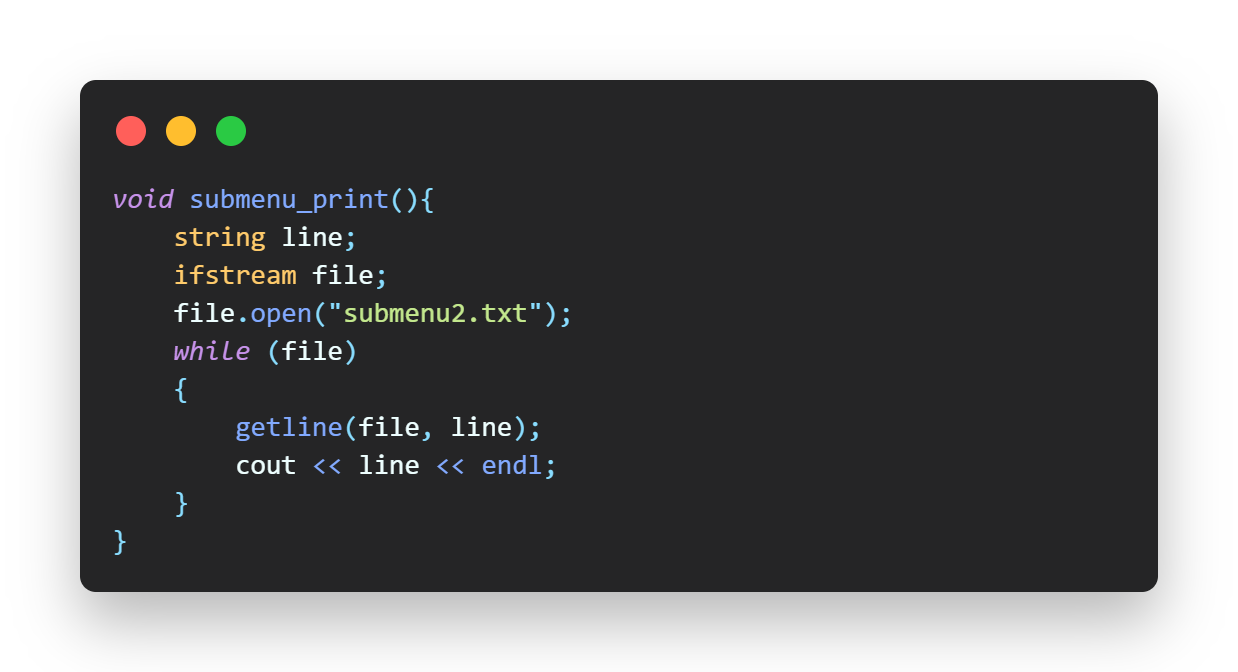 void submenu_print(){
    string line;
    ifstream file;
    file.open("submenu2.txt");
    while (file)
    {
        getline(file, line);
        cout << line << endl;
    }
}